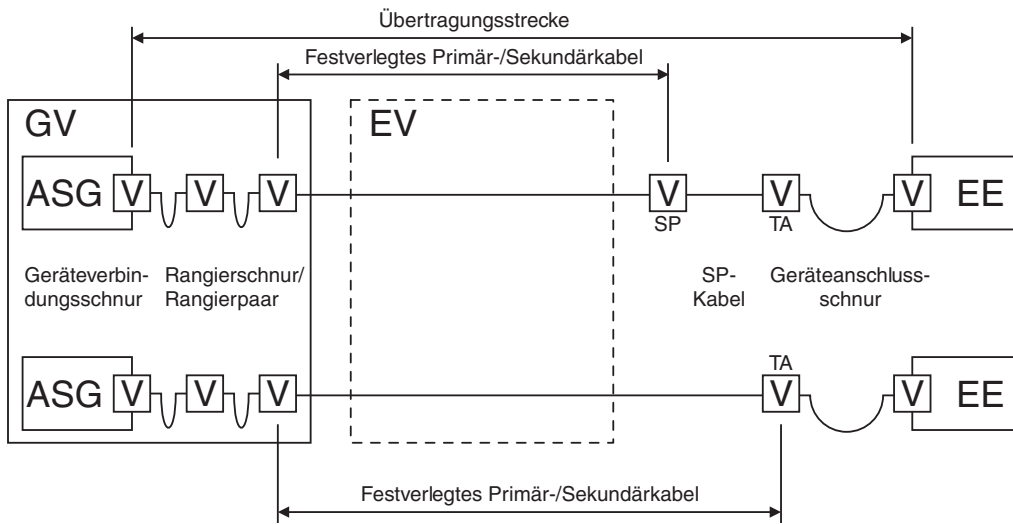 Übertragungsstrecke
Festverlegtes Primär-/Sekundärkabel
GV
EV
ASG V V V V V V EE
SP TA
Geräteverbin-
dungsschnur
Rangierschnur/
Rangierpaar
SP-
Kabel
Geräteanschluss-
schnur
TA
ASG V V V V V EE
Festverlegtes Primär-/Sekundärkabel